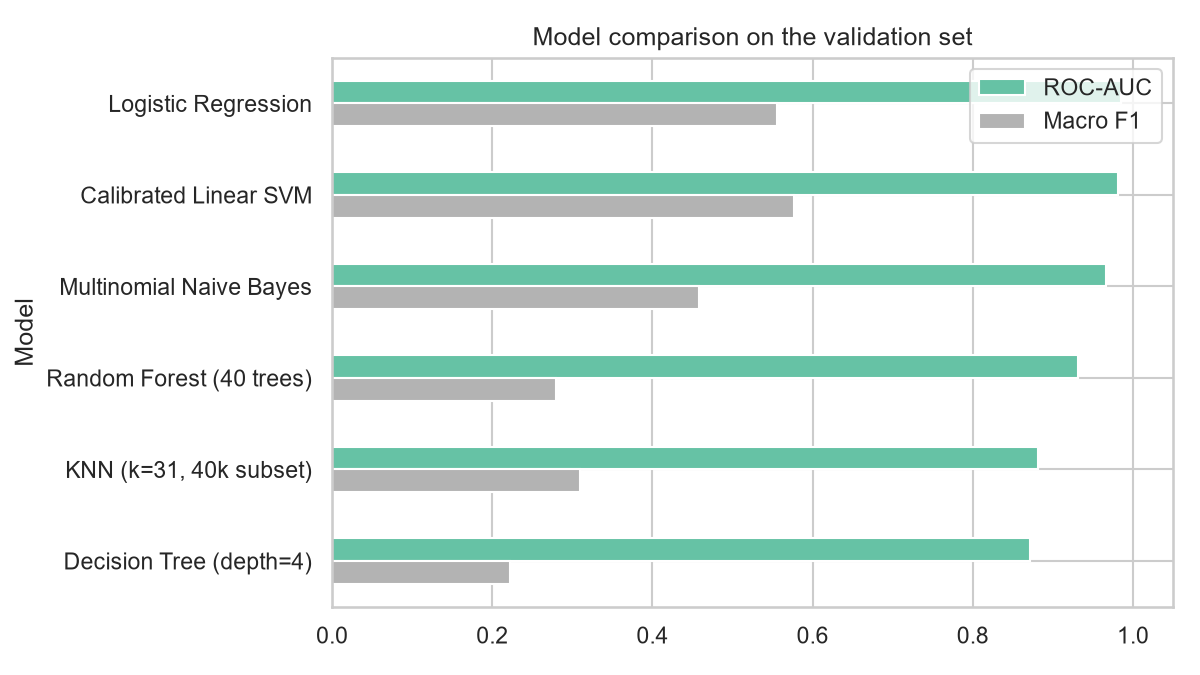 Model comparison on the validation set
ROC-AUC
Macro F1
Model
Logistic Regression
Calibrated Linear SVM
Multinomial Naive Bayes
Random Forest (40 trees)
KNN (k=31, 40k subset)
Decision Tree (depth=4)
0.0 0.2 0.4 0.6 0.8 1.0